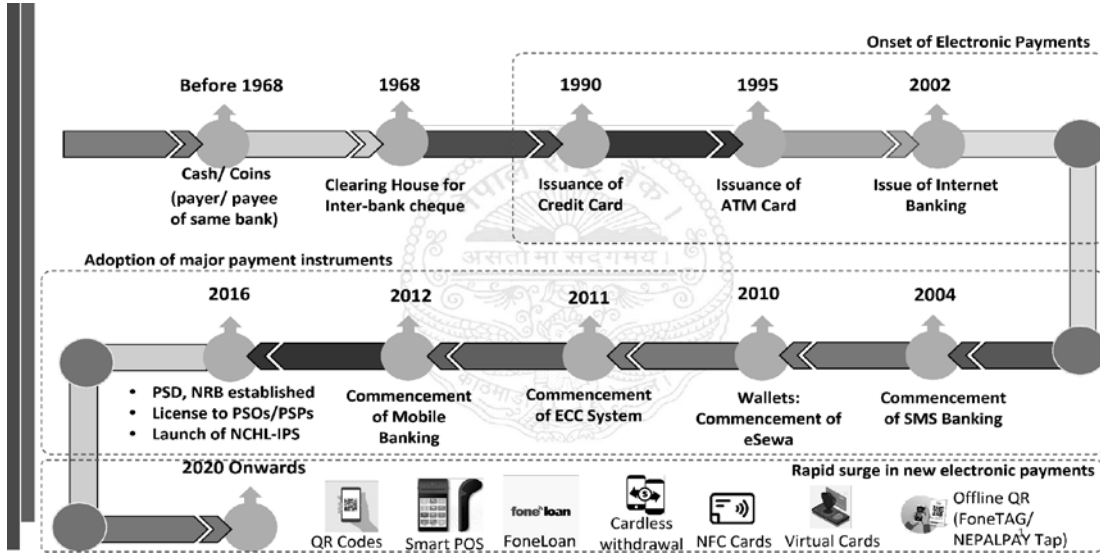 Onset of Electronic Payments
Before 1968
1968
1990
1995
2002
Cash/ Coins
(payer/ payee
of same bank)
Clearing House for
Inter-bank cheque
Issuance of
Credit Card
Issuance of
ATM Card
Issue of Internet
Banking
असतो मा सद्गमय।
Adoption of major payment instruments
2016
2012
2011
2010
2004
• PSD, NRB established
• License to PSOs/PSPs
• Launch of NCHL-IPS
Commencement
of Mobile
Banking
Commencement
of ECC System
Wallets:
Commencement of
eSewa
Commencement
of SMS Banking
2020 Onwards
Rapid surge in new electronic payments
QR Codes
Smart POS
foneloan
FoneLoan
Cardless
withdrawal
NFC Cards
Virtual Cards
Offline QR
(FoneTAG/
NEPALPAY Tap)